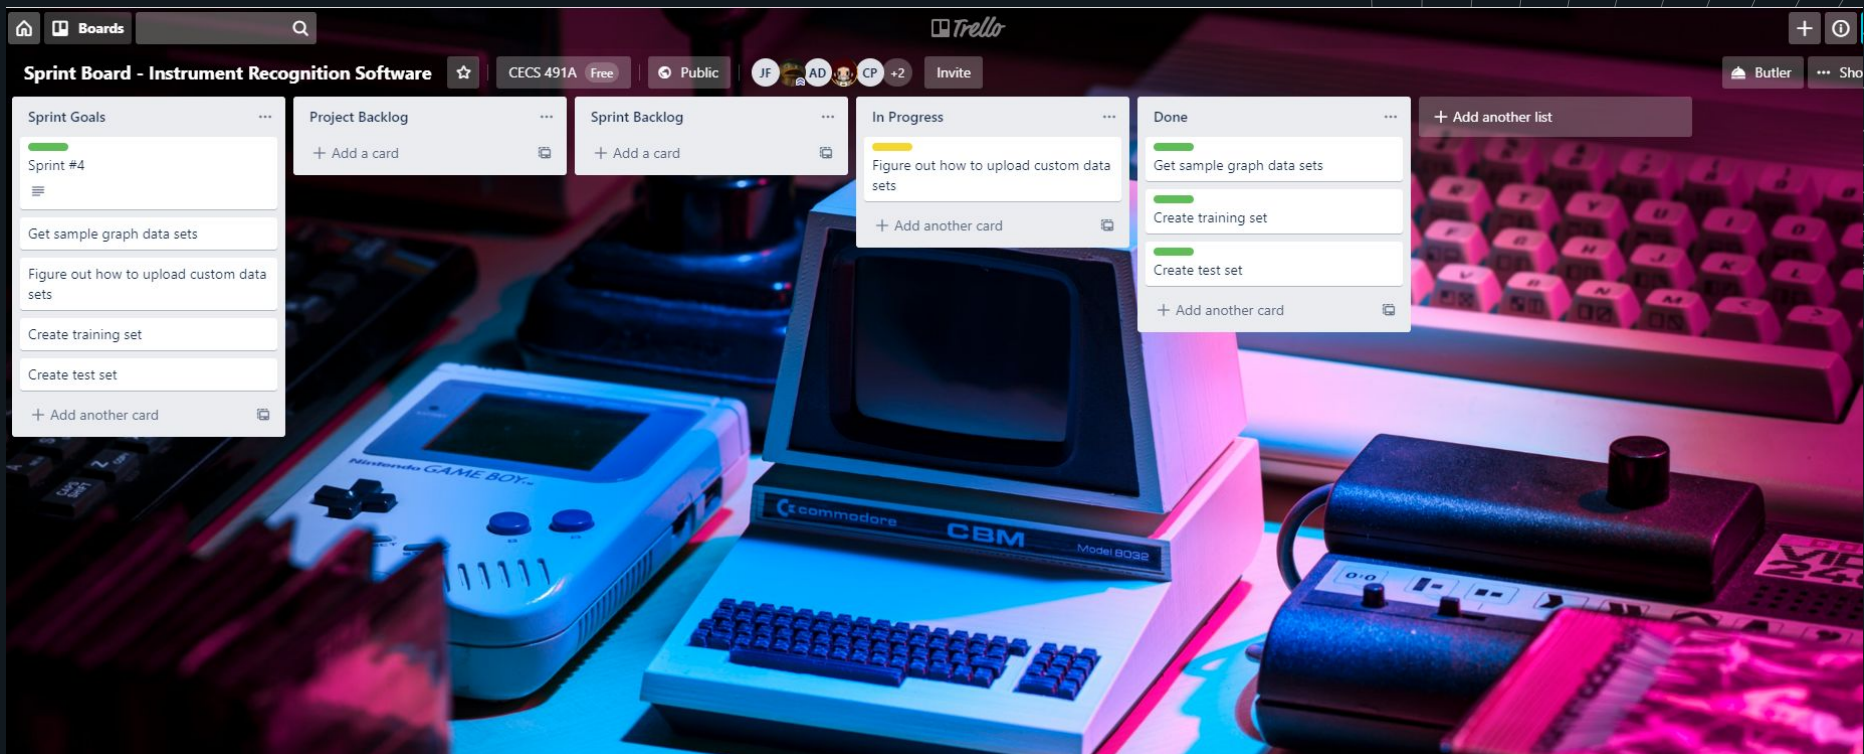 Boards
Trello
Sprint Board - Instrument Recognition Software
CECS 491A Free
Public
JF
AD
CP
+2
Invite
Butler
Sho
Sprint Goals
Sprint #4
Get sample graph data sets
Figure out how to upload custom data
sets
Create training set
Create test set
+ Add another card
Project Backlog
+ Add a card
Sprint Backlog
+ Add a card
In Progress
Figure out how to upload custom data
sets
+ Add another card
Done
Get sample graph data sets
Create training set
Create test set
+ Add another card
+ Add another list
Nintendo GAME BOY
commodore
CBM
Model 8032